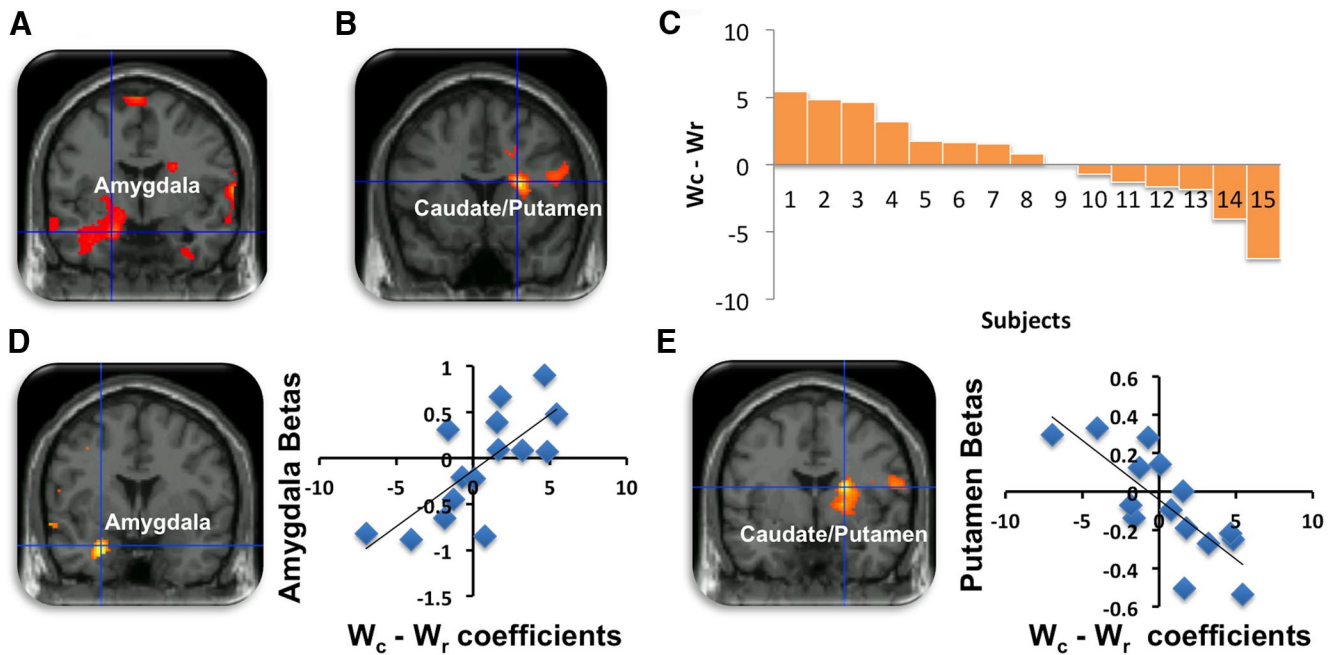 A
Amygdala
B
Caudate/Putamen
C
Wc - Wr
10
5
0
-5
-10
1 2 3 4 5 6 7 8 9 10 11 12 13 14 15
Subjects
D
Amygdala
Amygdala Betas
1
0.5
0
-0.5
-1
-1.5
-10 -5 0 5 10
Wc - Wr coefficients
E
Caudate/Putamen
Putamen Betas
0.6
0.4
0.2
0
-0.2
-0.4
-0.6
-10 -5 0 5 10
Wc - Wr coefficients